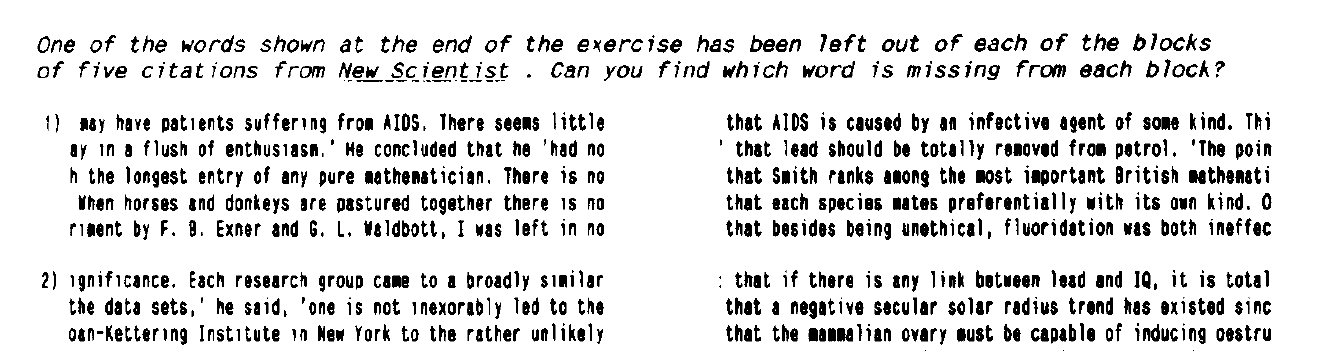 One of the words shown at the end of the exercise has been left out of each of the blocks
of five citations from New Scientist . Can you find which word is missing from each block?
1) may have patients suffering from AIDS. There seems little that AIDS is caused by an infective agent of some kind. Thi
ay in a flush of enthusiasm.' He concluded that he 'had no ' that lead should be totally removed from petrol. 'The poin
h the longest entry of any pure mathematician. There is no that Smith ranks among the most important British mathemati
When horses and donkeys are pastured together there is no that each species mates preferentially with its own kind. O
riment by F. B. Exner and G. L. Waldbott, I was left in no that besides being unethical, fluoridation was both ineffec
2) ignificance. Each research group came to a broadly similar : that if there is any link between lead and IQ, it is total
the data sets,' he said, 'one is not inexorably led to the that a negative secular solar radius trend has existed sinc
oan-Kettering Institute in New York to the rather unlikely that the mammalian ovary must be capable of inducing oestru